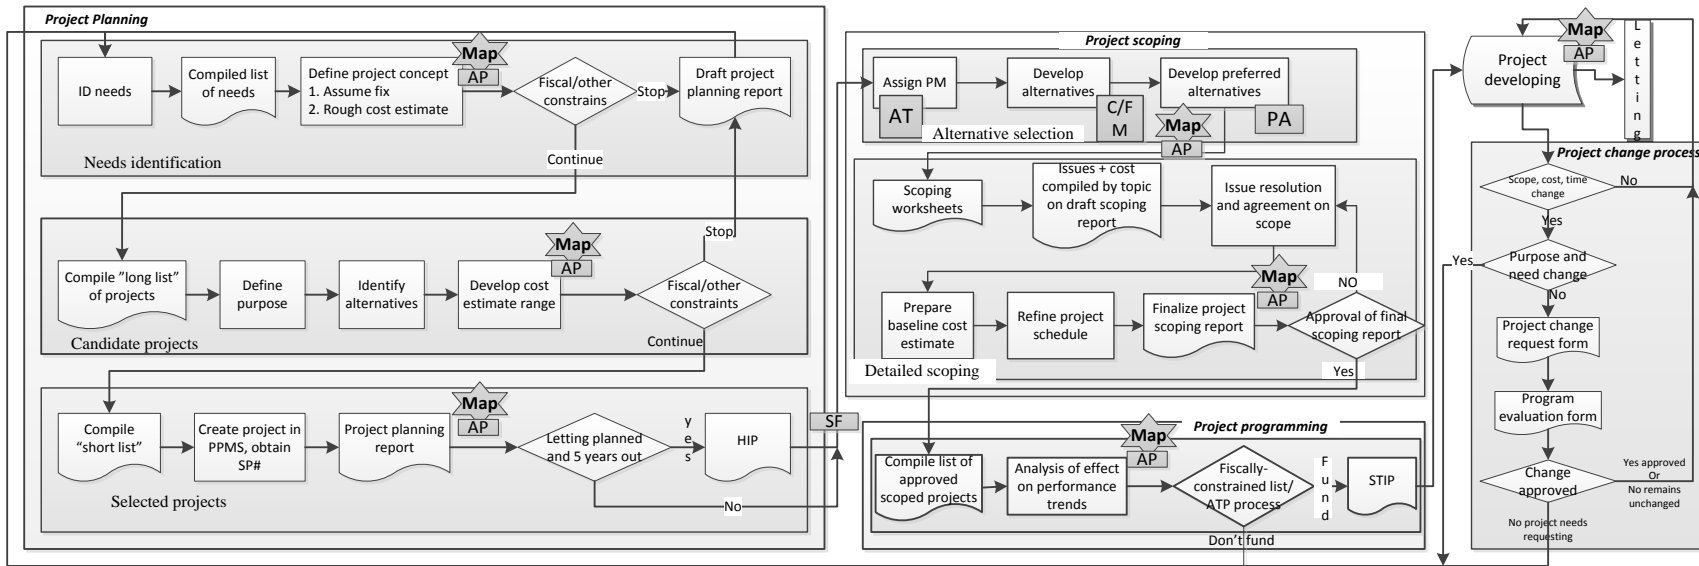 Project Planning
Map
AP
ID needs
Compiled list
of needs
Define project concept
1. Assume fix
2. Rough cost estimate
Fiscal/other
constrains
Stop
Draft project
planning report
Continue
Needs identification
Compile "long list"
of projects
Define
purpose
Identify
alternatives
Develop cost
estimate range
Map
AP
Fiscal/other
constraints
Stop
Continue
Candidate projects
Compile
"short list"
Create project in
PPMS, obtain
SP#
Project planning
report
Map
AP
Letting planned
and 5 years out
yes
HIP
No
Selected projects
SF
Project scoping
Assign PM
AT
Develop
alternatives
C/F
M
Develop preferred
alternatives
Map
AP
PA
Alternative selection
Scoping
worksheets
Issues + cost
compiled by topic
on draft scoping
report
Issue resolution
and agreement on
scope
Prepare
baseline cost
estimate
Refine project
schedule
Finalize project
scoping report
Map
AP
NO
Approval of final
scoping report
Yes
Detailed scoping
Project programming
Compile list of
approved
scoped projects
Analysis of effect
on performance
trends
Map
AP
Fiscally-
constrained list/
ATP process
Fund
STIP
Don't fund
Project
developing
Map
AP
Letting
Project change process
Scope, cost, time
change
No
Yes
Purpose and
need change
Yes
No
Project change
request form
Program
evaluation form
Change
approved
Yes approved
Or
No remains
unchanged
No project needs
requesting